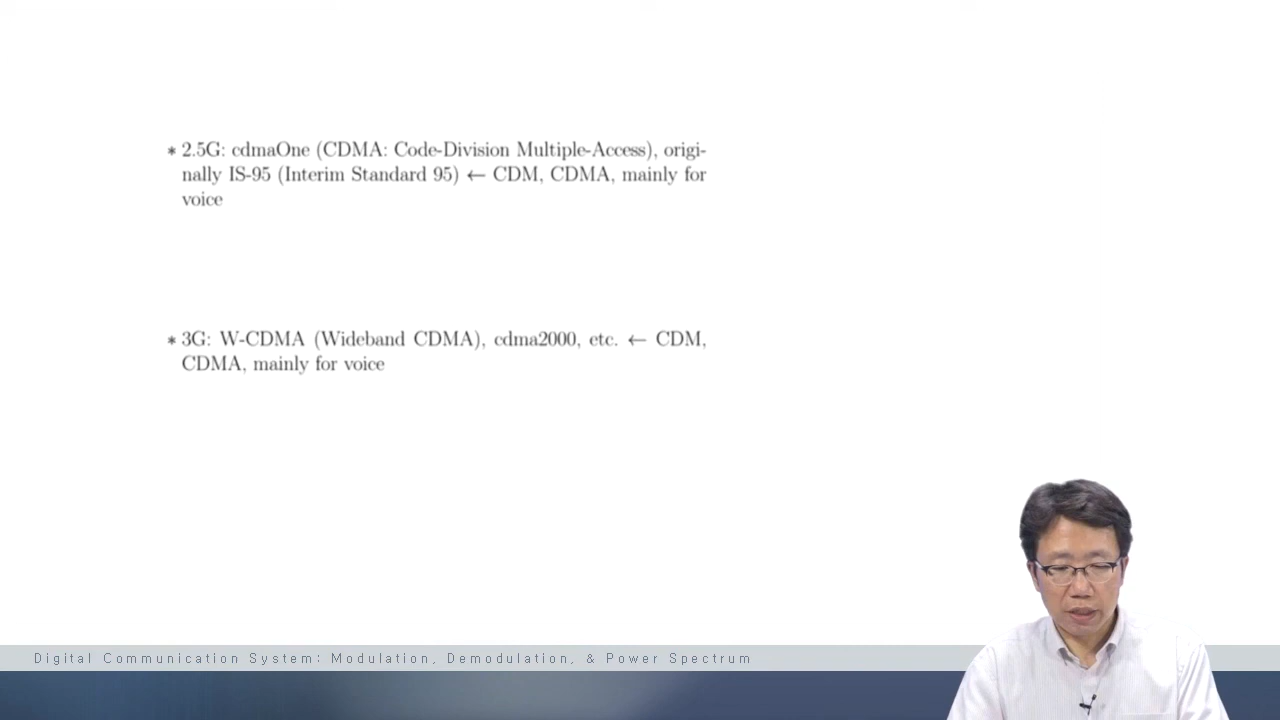 * 2.5G: cdmaOne (CDMA: Code-Division Multiple-Access), origi-
nally IS-95 (Interim Standard 95) ← CDM, CDMA, mainly for
voice
* 3G: W-CDMA (Wideband CDMA), cdma2000, etc. ← CDM,
CDMA, mainly for voice
Digital Communication System: Modulation, Demodulation, & Power Spectrum